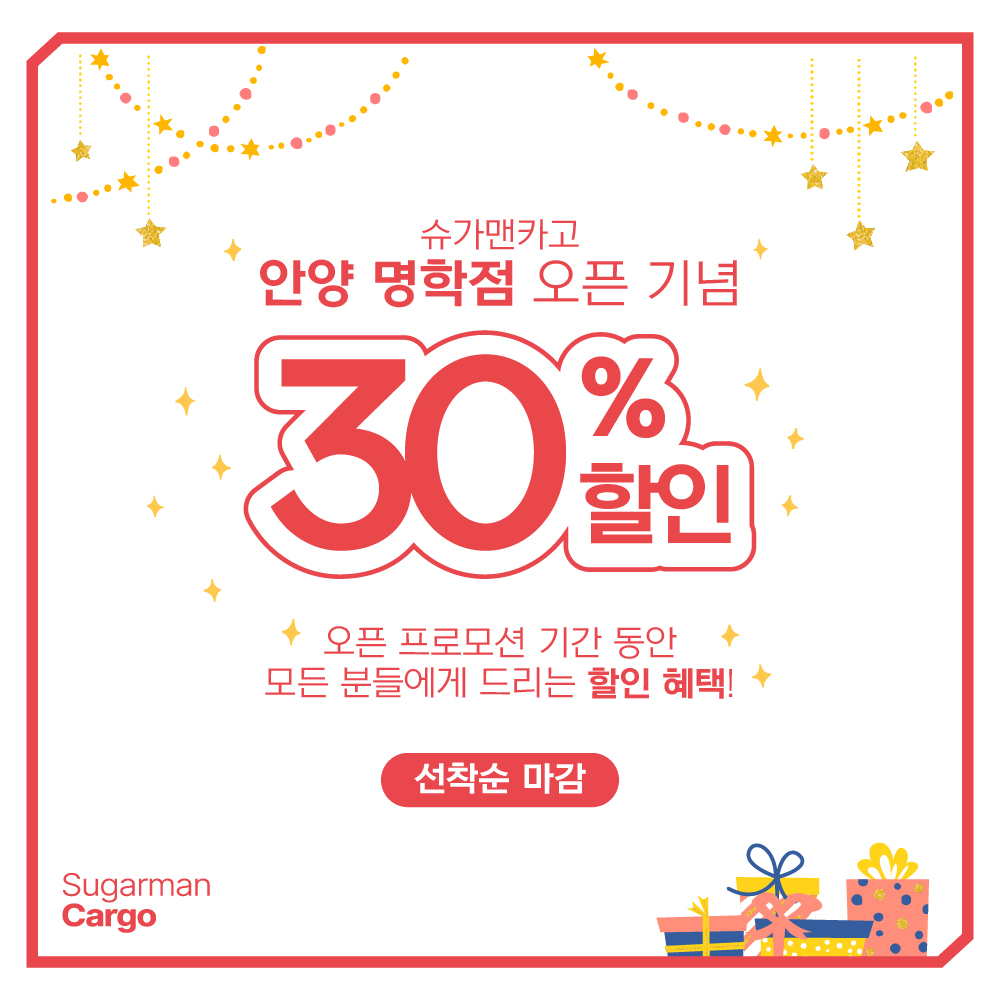 슈가맨카고
안양 명학점 오픈 기념
30%
할인
오픈 프로모션 기간 동안
모든 분들에게 드리는 할인 혜택!
선착순 마감
Sugarman
Cargo